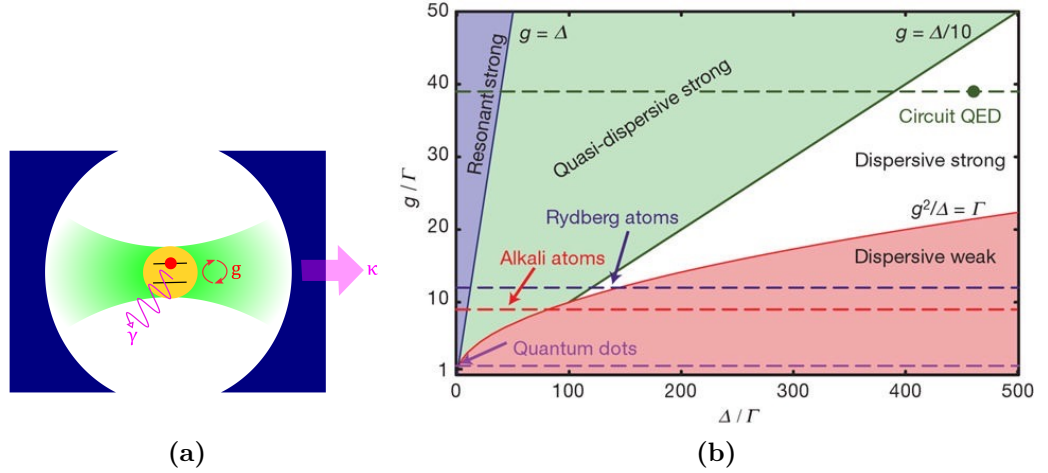 g
κ
γ
(a)
50
40
30
20
10
1
g / Γ
0
100
200
300
400
500
Δ / Γ
Resonant strong
g = Δ
Quasi-dispersive strong
g = Δ/10
Circuit QED
Dispersive strong
g²/Δ = Γ
Rydberg atoms
Alkali atoms
Dispersive weak
Quantum dots
(b)